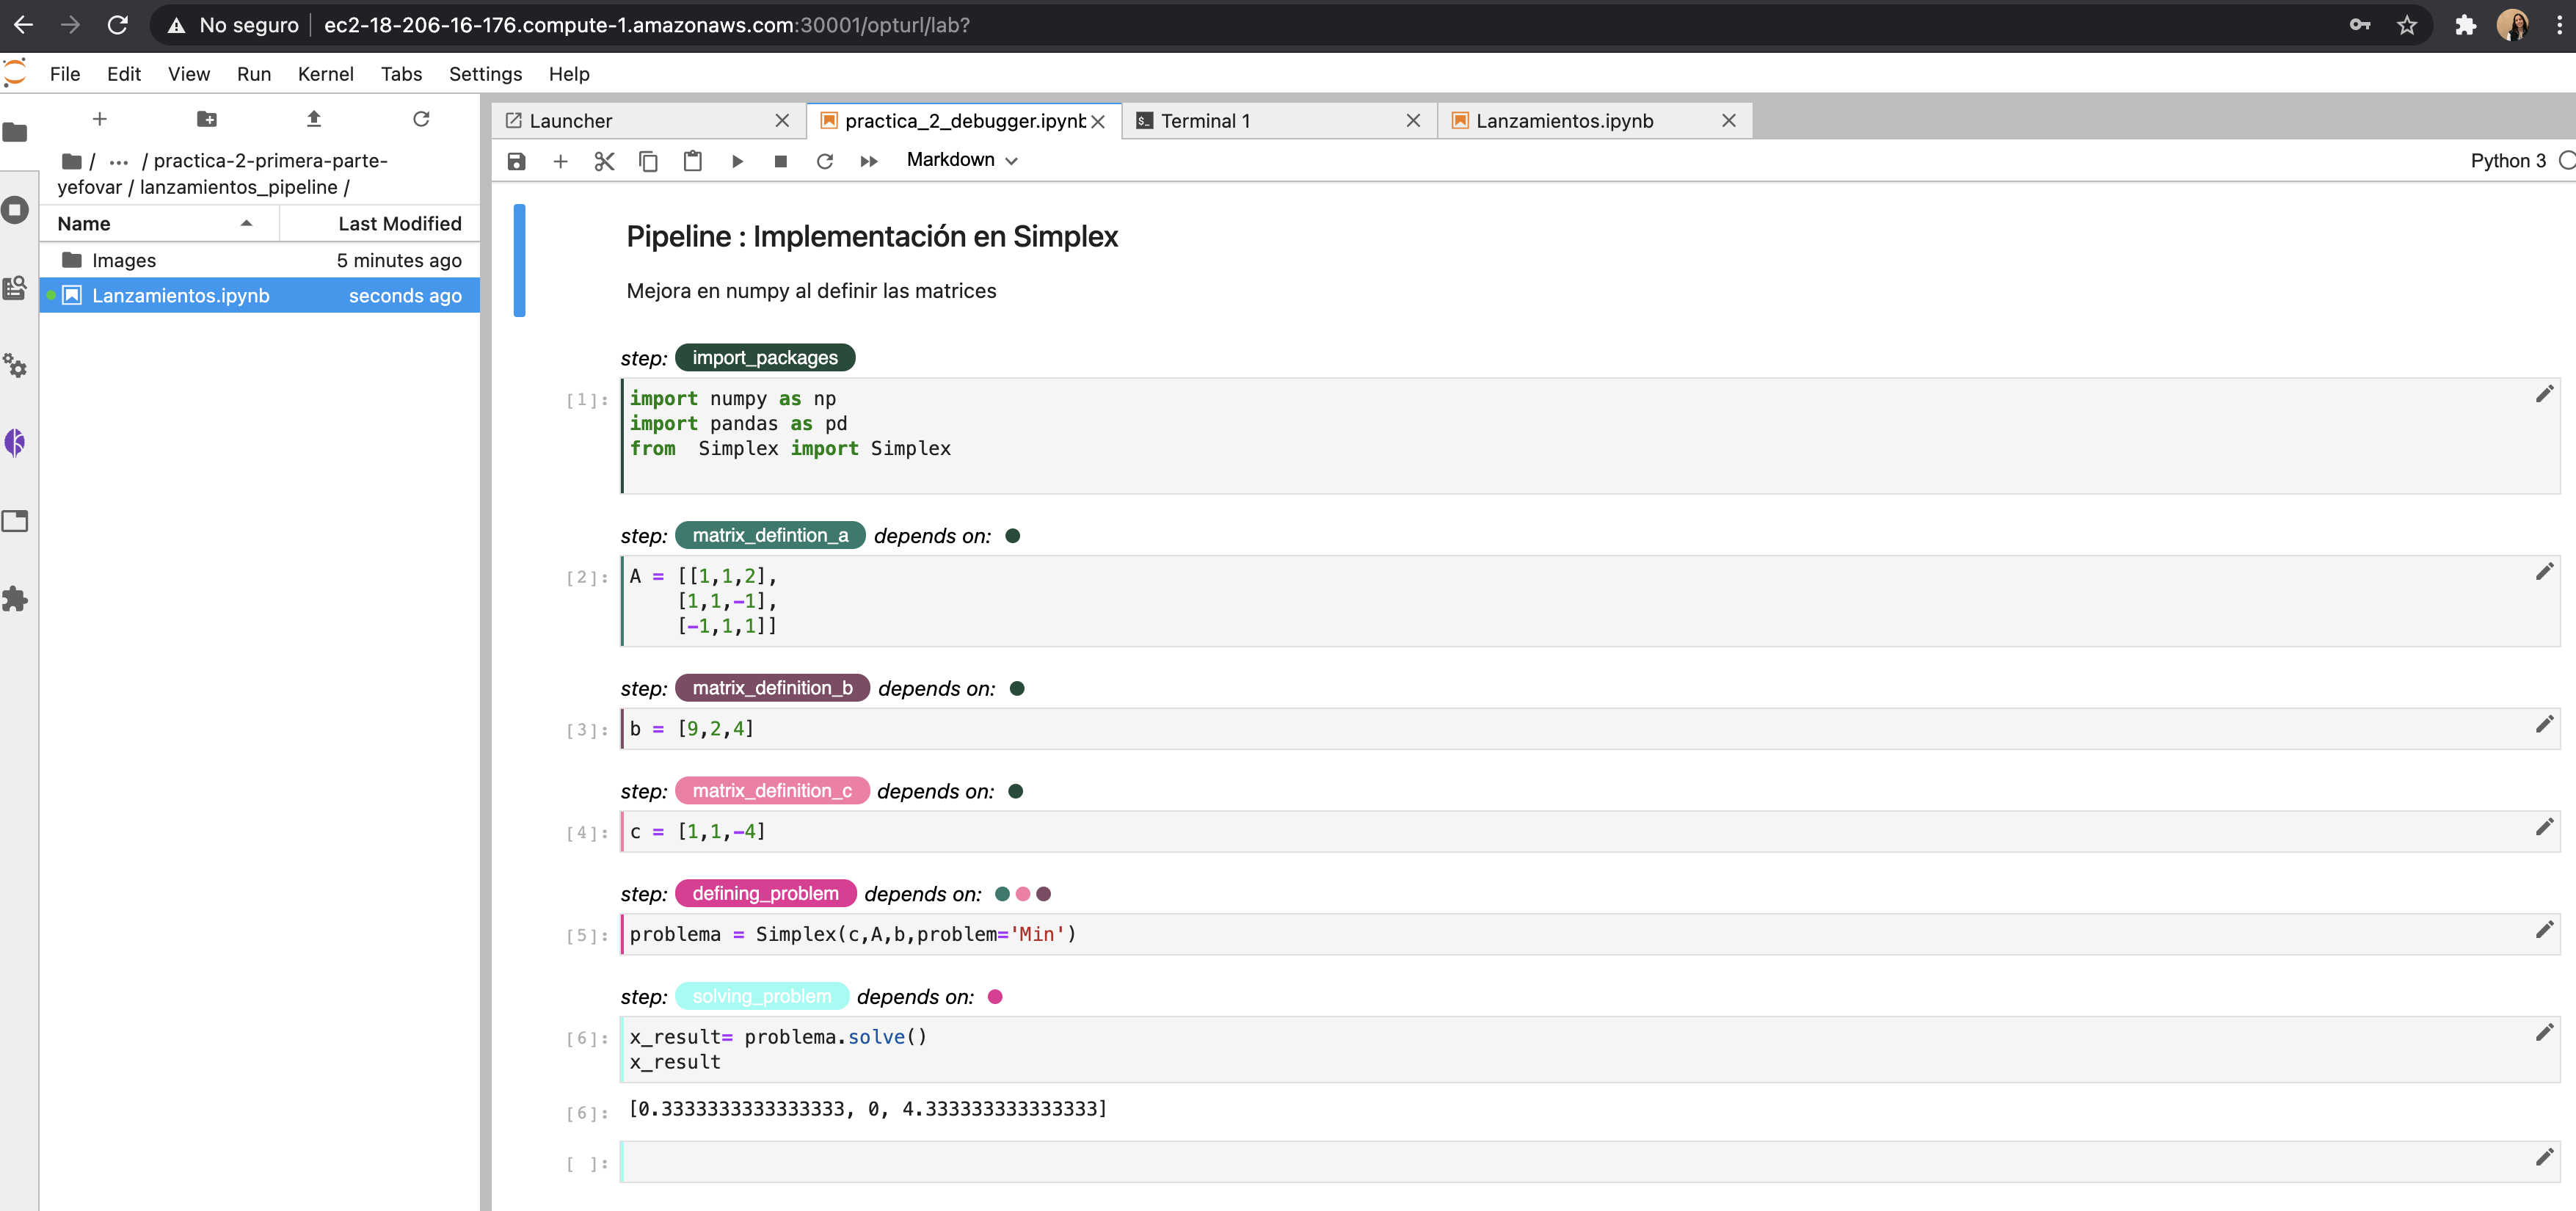 No seguro
ec2-18-206-16-176.compute-1.amazonaws.com:30001/opturl/lab?
File Edit View Run Kernel Tabs Settings Help
/ ... / practica-2-primera-parte-
yefovar / lanzamientos_pipeline /
Name Last Modified
Images 5 minutes ago
Lanzamientos.ipynb seconds ago
Launcher
practica_2_debugger.ipynb
Terminal 1
Lanzamientos.ipynb
Markdown
Python 3
Pipeline : Implementación en Simplex
Mejora en numpy al definir las matrices
step: import_packages
[1]: import numpy as np
import pandas as pd
from  Simplex import Simplex
step: matrix_defintion_a depends on:
[2]: A = [[1,1,2],
[1,1,-1],
[-1,1,1]]
step: matrix_definition_b depends on:
[3]: b = [9,2,4]
step: matrix_definition_c depends on:
[4]: c = [1,1,-4]
step: defining_problem depends on:
[5]: problema = Simplex(c,A,b,problem='Min')
step: solving_problem depends on:
[6]: x_result= problema.solve()
x_result
[6]: [0.3333333333333333, 0, 4.333333333333333]
[ ]: